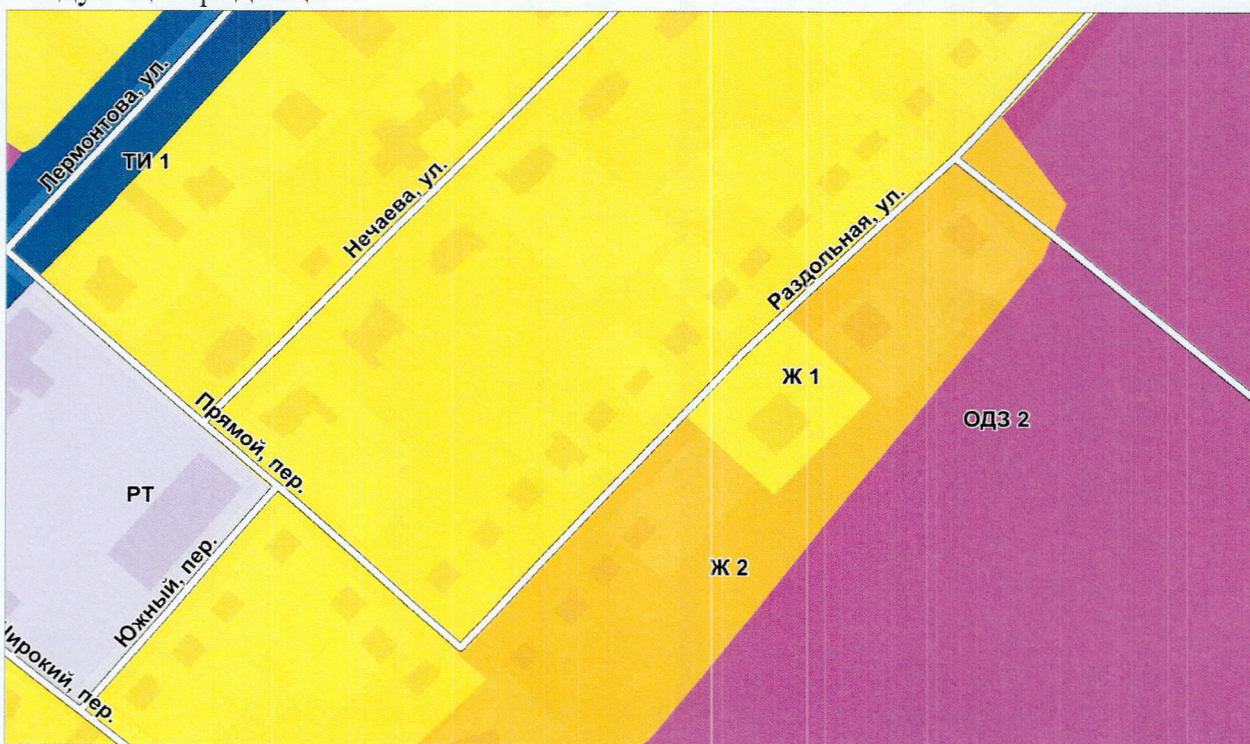 Лермонтова, ул.
ТИ 1
Нечаева, ул.
Раздольная, ул.
Ж 1
Прямой, пер.
ОДЗ 2
РТ
Южный, пер.
Ж 2
пер.